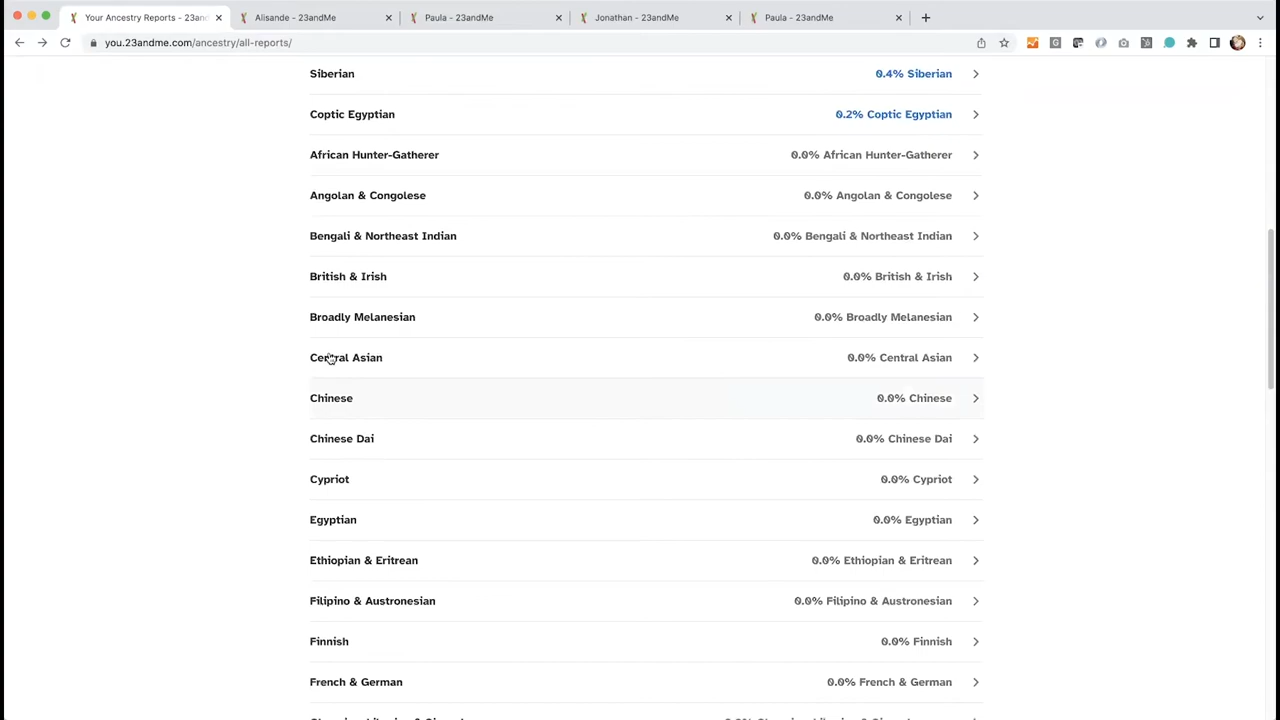 Your Ancestry Reports - 23and
Alisande - 23andMe
Paula - 23andMe
Jonathan - 23andMe
Paula - 23andMe
you.23andme.com/ancestry/all-reports/
Siberian 0.4% Siberian
Coptic Egyptian 0.2% Coptic Egyptian
African Hunter-Gatherer 0.0% African Hunter-Gatherer
Angolan & Congolese 0.0% Angolan & Congolese
Bengali & Northeast Indian 0.0% Bengali & Northeast Indian
British & Irish 0.0% British & Irish
Broadly Melanesian 0.0% Broadly Melanesian
Central Asian 0.0% Central Asian
Chinese 0.0% Chinese
Chinese Dai 0.0% Chinese Dai
Cypriot 0.0% Cypriot
Egyptian 0.0% Egyptian
Ethiopian & Eritrean 0.0% Ethiopian & Eritrean
Filipino & Austronesian 0.0% Filipino & Austronesian
Finnish 0.0% Finnish
French & German 0.0% French & German